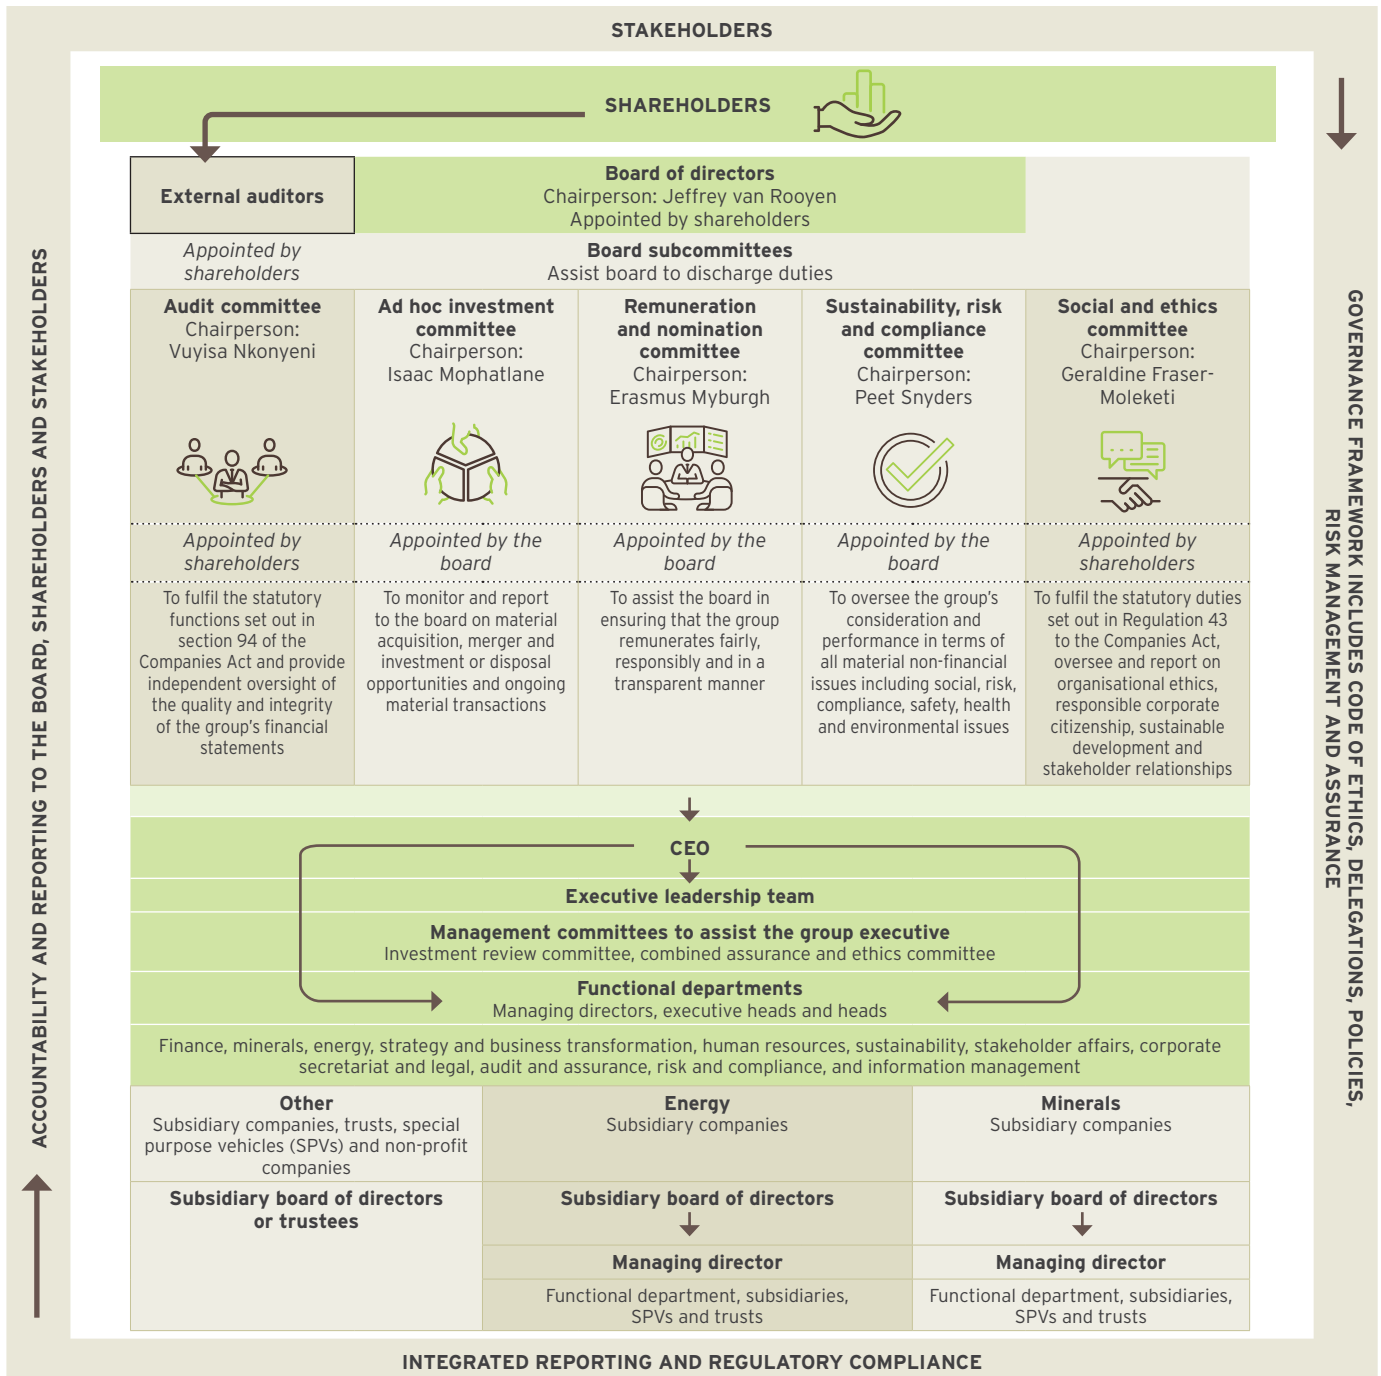 STAKEHOLDERS
SHAREHOLDERS
External auditors
Board of directors
Chairperson: Jeffrey van Rooyen
Appointed by shareholders
Appointed by
shareholders
Board subcommittees
Assist board to discharge duties
Audit committee
Chairperson:
Vuyisa Nkonyeni
Ad hoc investment
committee
Chairperson:
Isaac Mophatlane
Remuneration
and nomination
committee
Chairperson:
Erasmus Myburgh
Sustainability, risk
and compliance
committee
Chairperson:
Peet Snyders
Social and ethics
committee
Chairperson:
Geraldine Fraser-
Moleketi
Appointed by
shareholders
Appointed by the
board
Appointed by the
board
Appointed by the
board
Appointed by
shareholders
To fulfil the statutory
functions set out in
section 94 of the
Companies Act and provide
independent oversight of
the quality and integrity
of the group's financial
statements
To monitor and report
to the board on material
acquisition, merger and
investment or disposal
opportunities and ongoing
material transactions
To assist the board in
ensuring that the group
remunerates fairly,
responsibly and in a
transparent manner
To oversee the group's
consideration and
performance in terms of
all material non-financial
issues including social, risk,
compliance, safety, health
and environmental issues
To fulfil the statutory duties
set out in Regulation 43
to the Companies Act,
oversee and report on
organisational ethics,
responsible corporate
citizenship, sustainable
development and
stakeholder relationships
CEO
Executive leadership team
Management committees to assist the group executive
Investment review committee, combined assurance and ethics committee
Functional departments
Managing directors, executive heads and heads
Finance, minerals, energy, strategy and business transformation, human resources, sustainability, stakeholder affairs, corporate
secretariat and legal, audit and assurance, risk and compliance, and information management
Other
Subsidiary companies, trusts, special
purpose vehicles (SPVs) and non-profit
companies
Energy
Subsidiary companies
Minerals
Subsidiary companies
Subsidiary board of directors
or trustees
Subsidiary board of directors
Managing director
Functional department, subsidiaries,
SPVs and trusts
Subsidiary board of directors
Managing director
Functional department, subsidiaries,
SPVs and trusts
ACCOUNTABILITY AND REPORTING TO THE BOARD, SHAREHOLDERS AND STAKEHOLDERS
GOVERNANCE FRAMEWORK INCLUDES CODE OF ETHICS, DELEGATIONS, POLICIES,
RISK MANAGEMENT AND ASSURANCE
INTEGRATED REPORTING AND REGULATORY COMPLIANCE